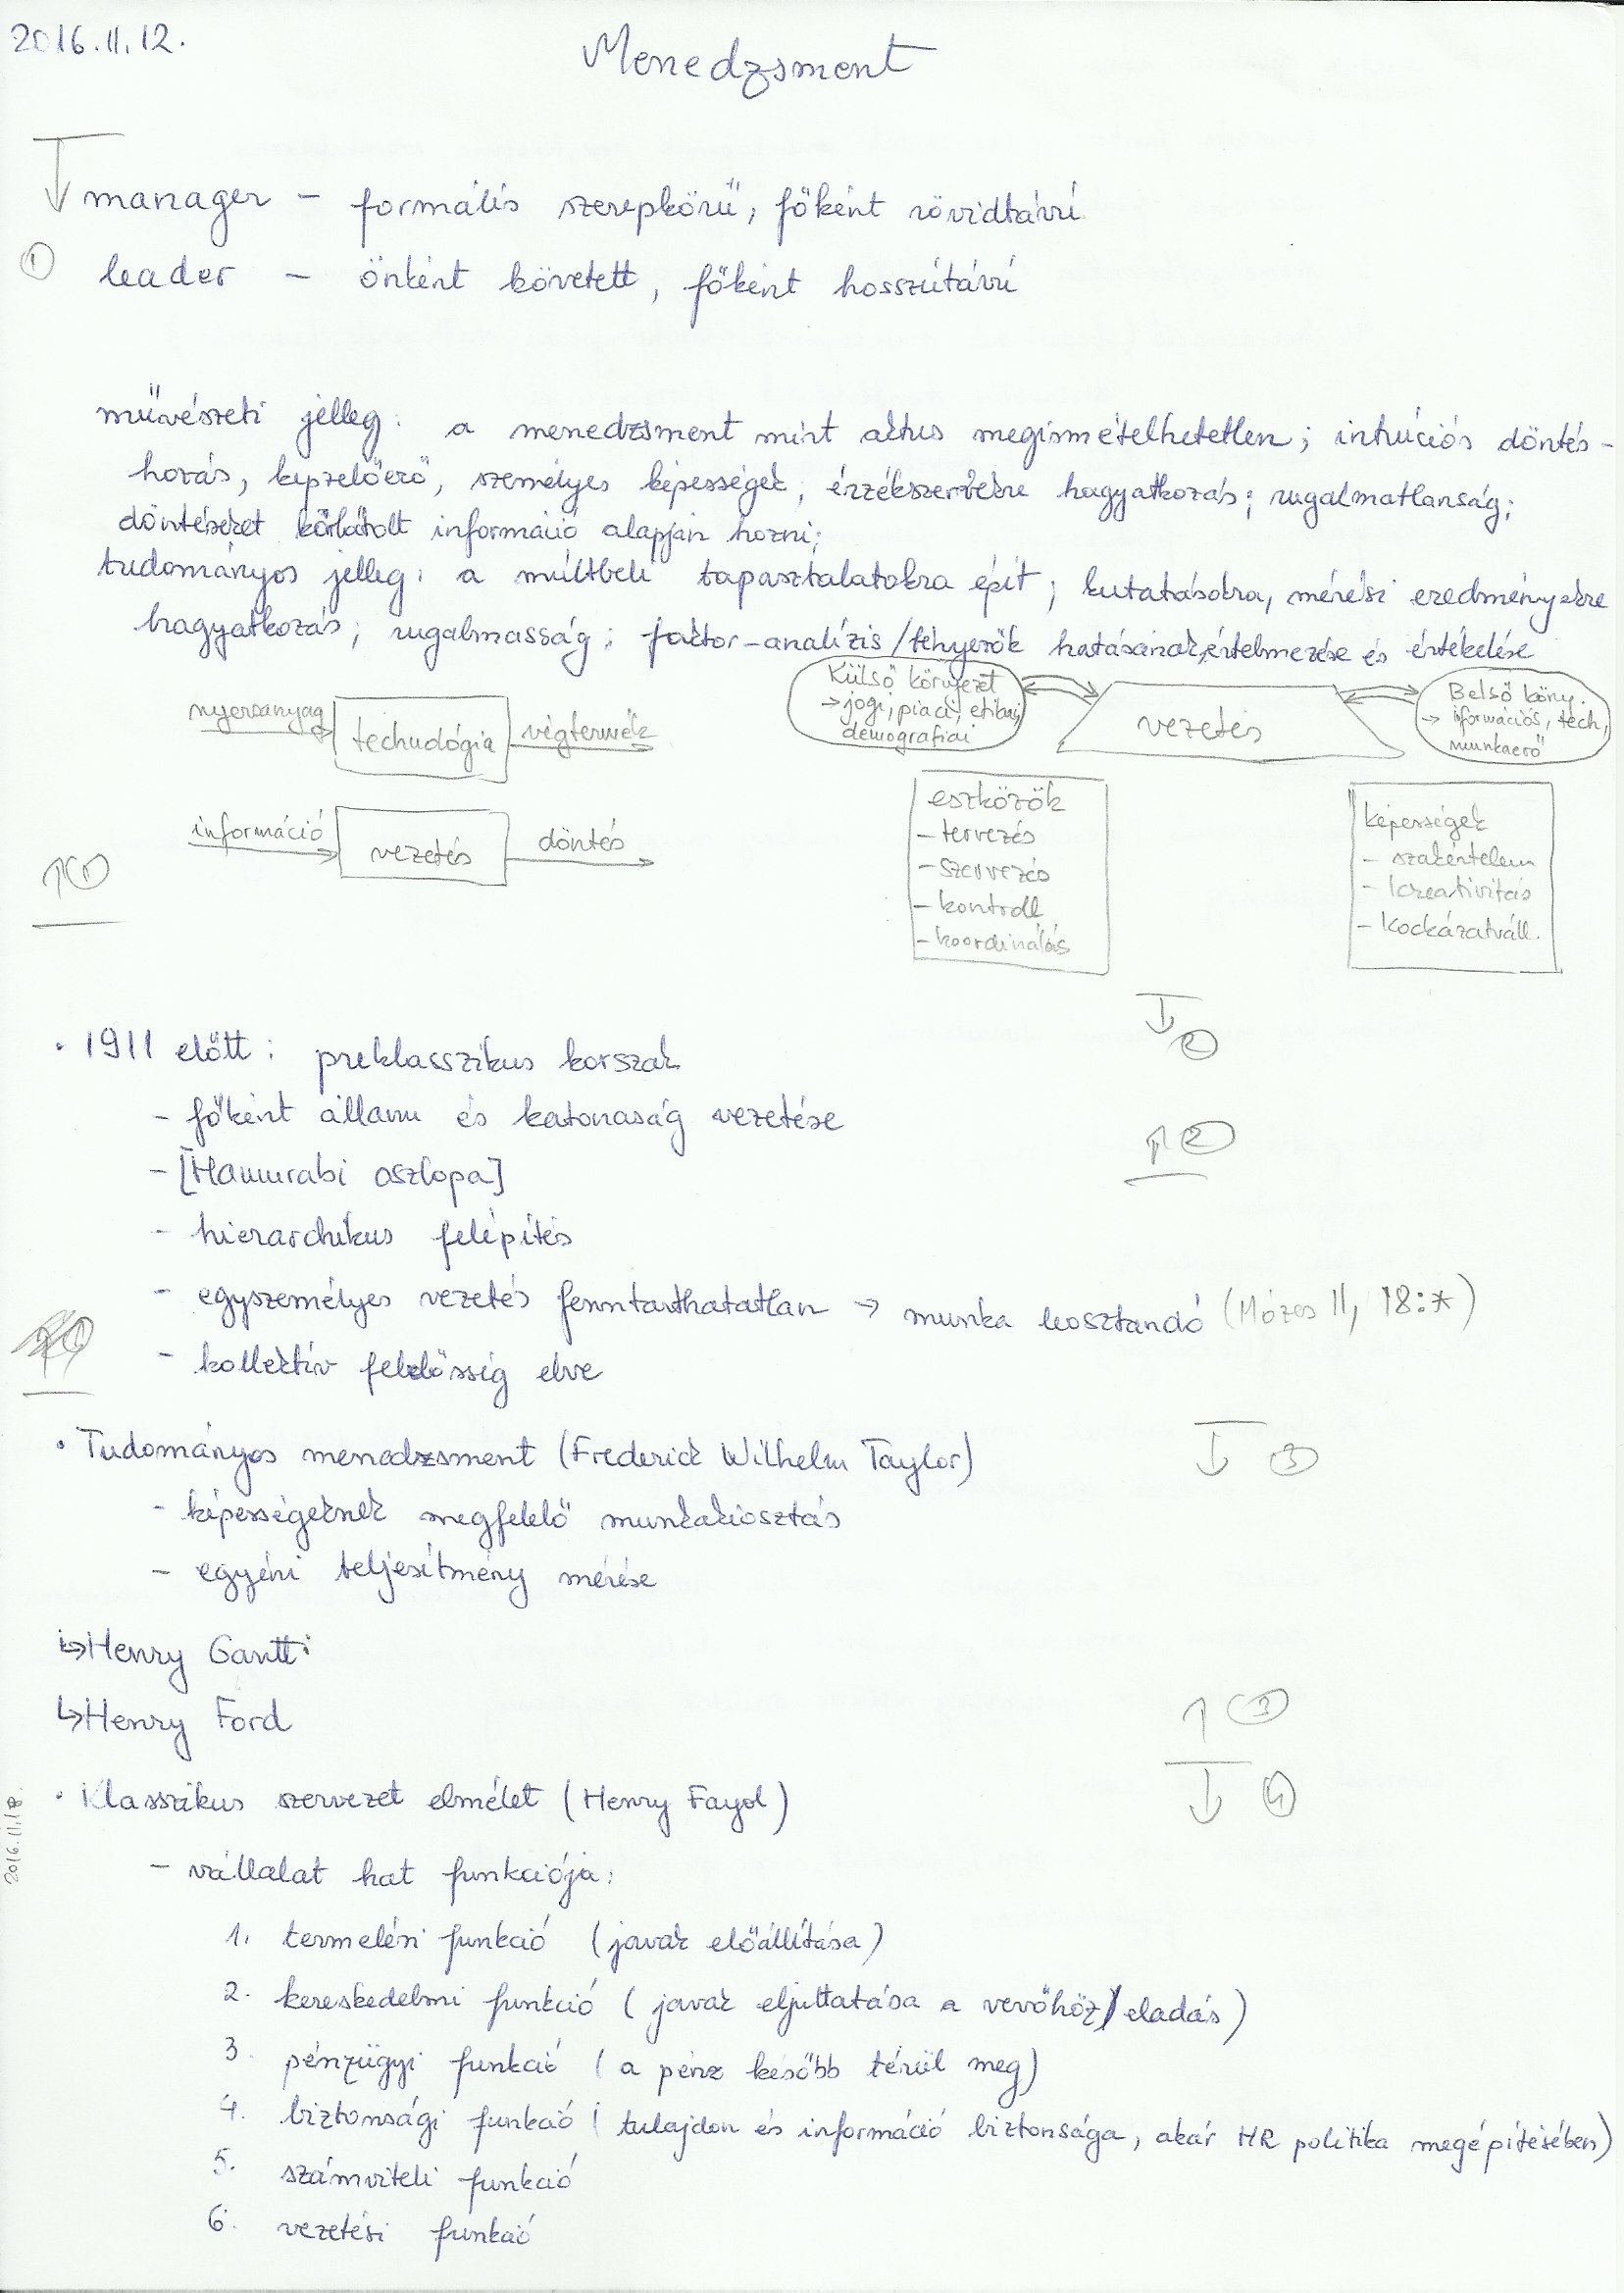 2016.11.12.
Menedzsment
manager – formális szerepkörű, főként rövidtávú
① leader – önként követett, főként hosszútávú
művészeti jelleg: a menedzsment mint aktus megismételhetetlen; intuíciós döntés-
hozás, képzelőerő, személyes képességek; érzékszervekre hagyatkozás; rugalmatlanság;
döntéseket korlátolt információ alapján hozni;
tudományos jelleg: a múltbeli tapasztalatokra épít; kutatásokra, mérési eredményekre
hagyatkozás; rugalmasság; faktor-analízis/tényezők hatásának értelmezése és értékelése
nyersanyag technológia végtermék
információ vezetés döntés
Külső környezet
→ jogi, piaci, etikai,
demográfiai
vezetés
Belső körny.
→ információs, tech,
munkaerő
eszközök
– tervezés
– szervezés
– kontroll
– koordinálás
képességek
– szakértelem
– kreativitás
– kockázatváll.
↑①
↓②
• 1911 előtt: preklasszikus korszak
– főként állam és katonaság vezetése
↑②
– [Hamurabi oszlopa]
– hierarchikus felépítés
– egyszemélyes vezetés fenntarthatatlan → munka kiosztandó (Mózes II, 18:*)
– kollektív felelősség elve
• Tudományos menedzsment (Frederick Wilhelm Taylor)
↓③
– képességeknek megfelelő munkakiosztás
– egyéni teljesítmény mérése
↳ Henry Gantt
↳ Henry Ford
↑③
↓④
• Klasszikus szervezet elmélet (Henry Fayol)
2016.11.18.
– vállalat hat funkciója:
1. termelési funkció (javak előállítása)
2. kereskedelmi funkció (javak eljuttatása a vevőhöz/eladás)
3. pénzügyi funkció (a pénz később térül meg)
4. biztonsági funkció (tulajdon és információ biztonsága, akár HR politika megépítésében)
5. számviteli funkció
6. vezetési funkció